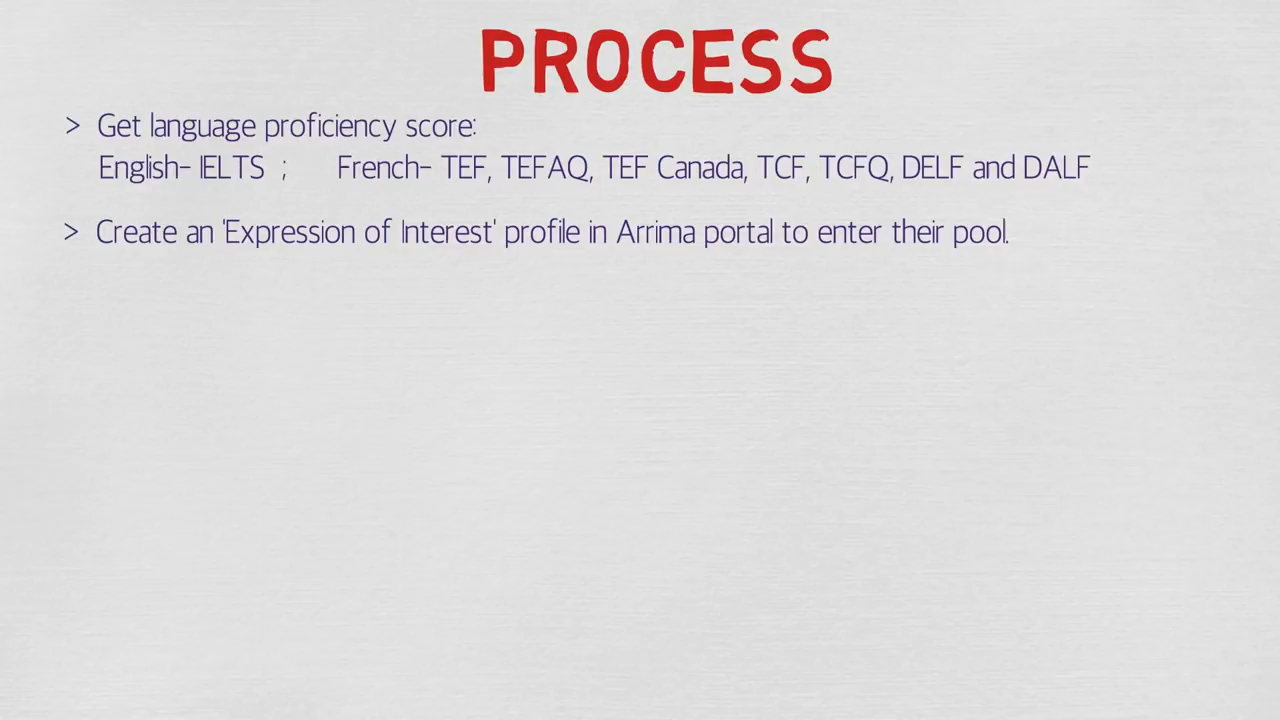 PROCESS
> Get language proficiency score:
English- IELTS ; French- TEF, TEFAQ, TEF Canada, TCF, TCFQ, DELF and DALF
> Create an 'Expression of Interest' profile in Arrima portal to enter their pool.